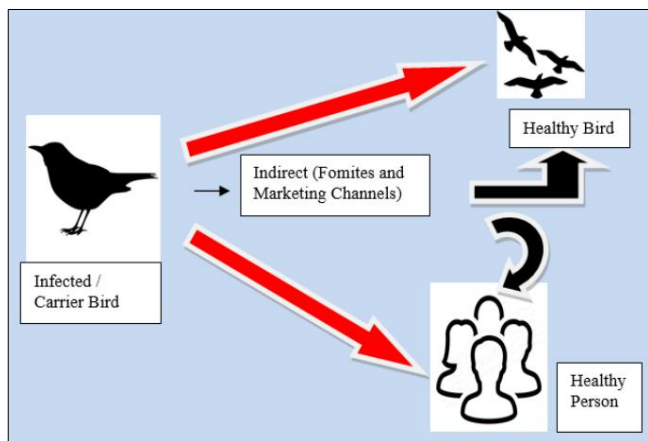 Healthy Bird
Indirect (Fomites and
Marketing Channels)
Infected /
Carrier Bird
Healthy
Person